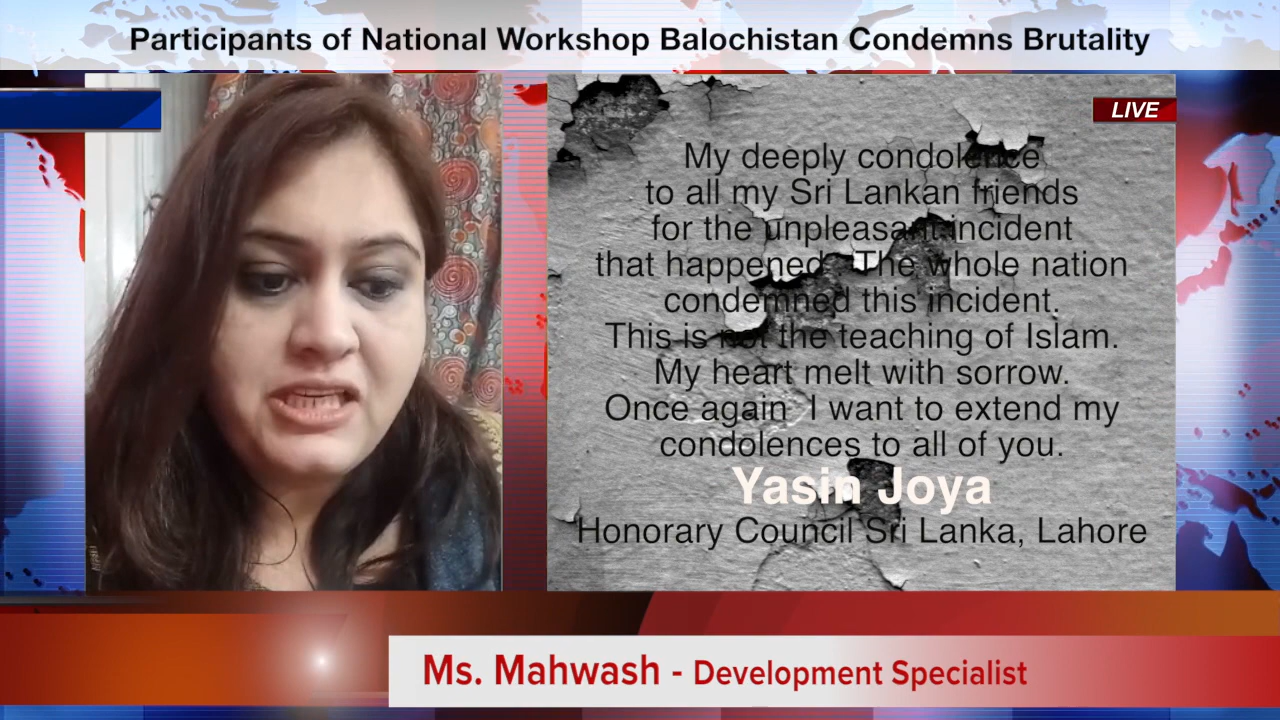 Participants of National Workshop Balochistan Condemns Brutality
LIVE
My deeply condolence
to all my Sri Lankan friends
for the unpleasant incident
that happened. The whole nation
condemned this incident.
This is not the teaching of Islam.
My heart melt with sorrow.
Once again I want to extend my
condolences to all of you.
Yasin Joya
Honorary Council Sri Lanka, Lahore
Ms. Mahwash - Development Specialist